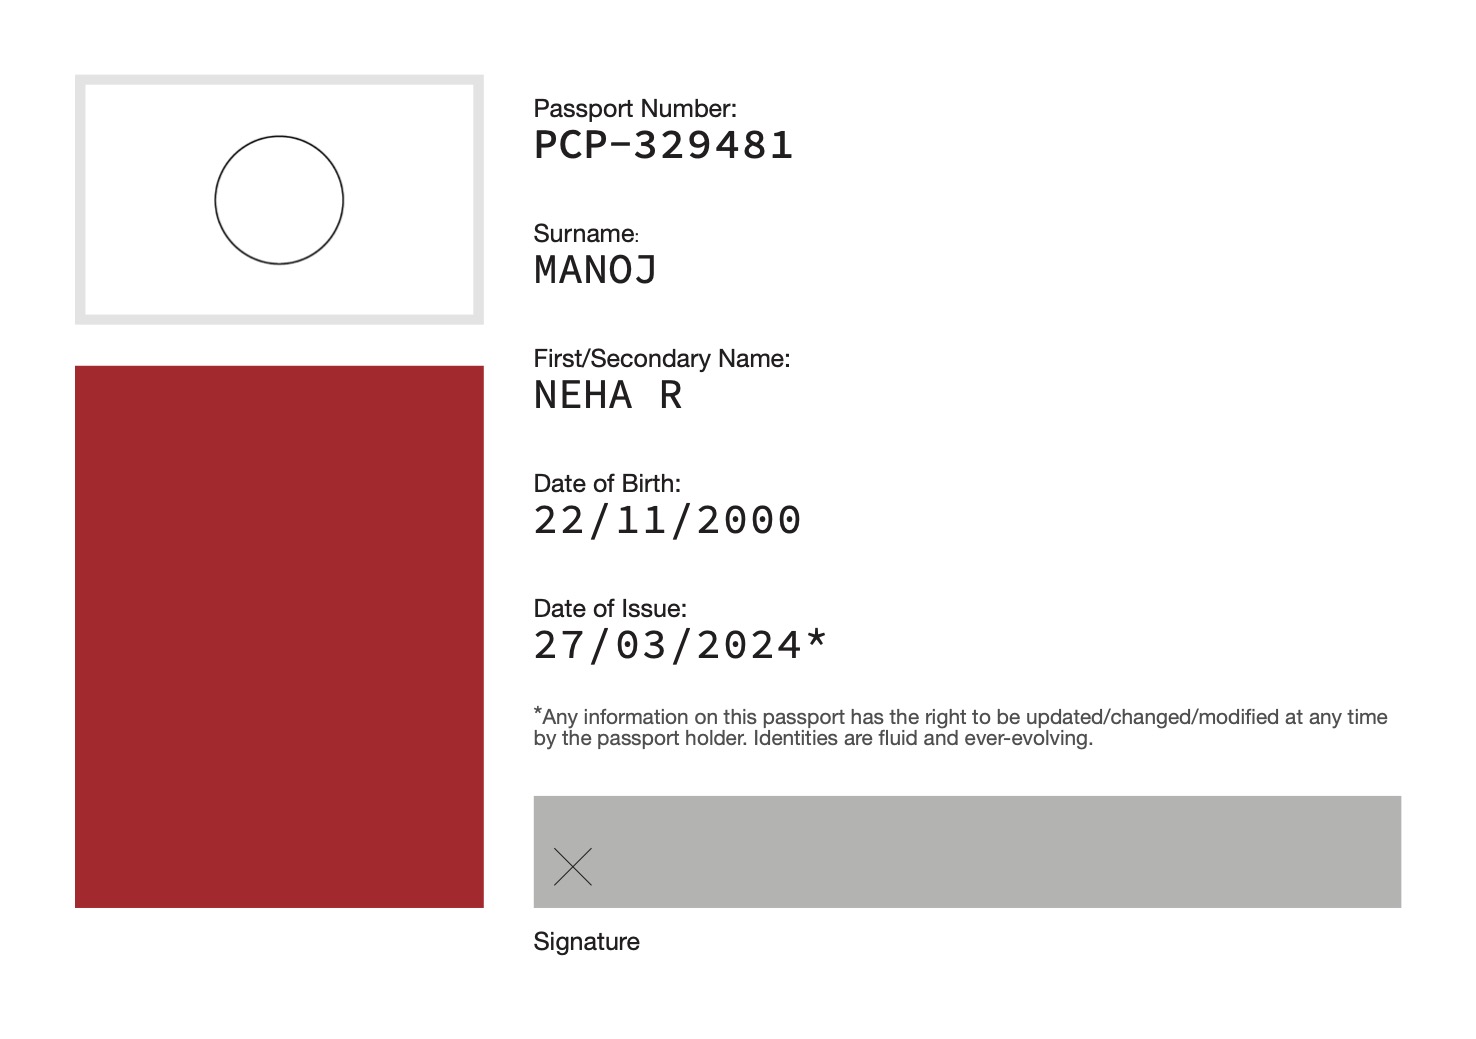 Passport Number:
PCP-329481
Surname:
MANOJ
First/Secondary Name:
NEHA R
Date of Birth:
22/11/2000
Date of Issue:
27/03/2024*
*Any information on this passport has the right to be updated/changed/modified at any time
by the passport holder. Identities are fluid and ever-evolving.
Signature